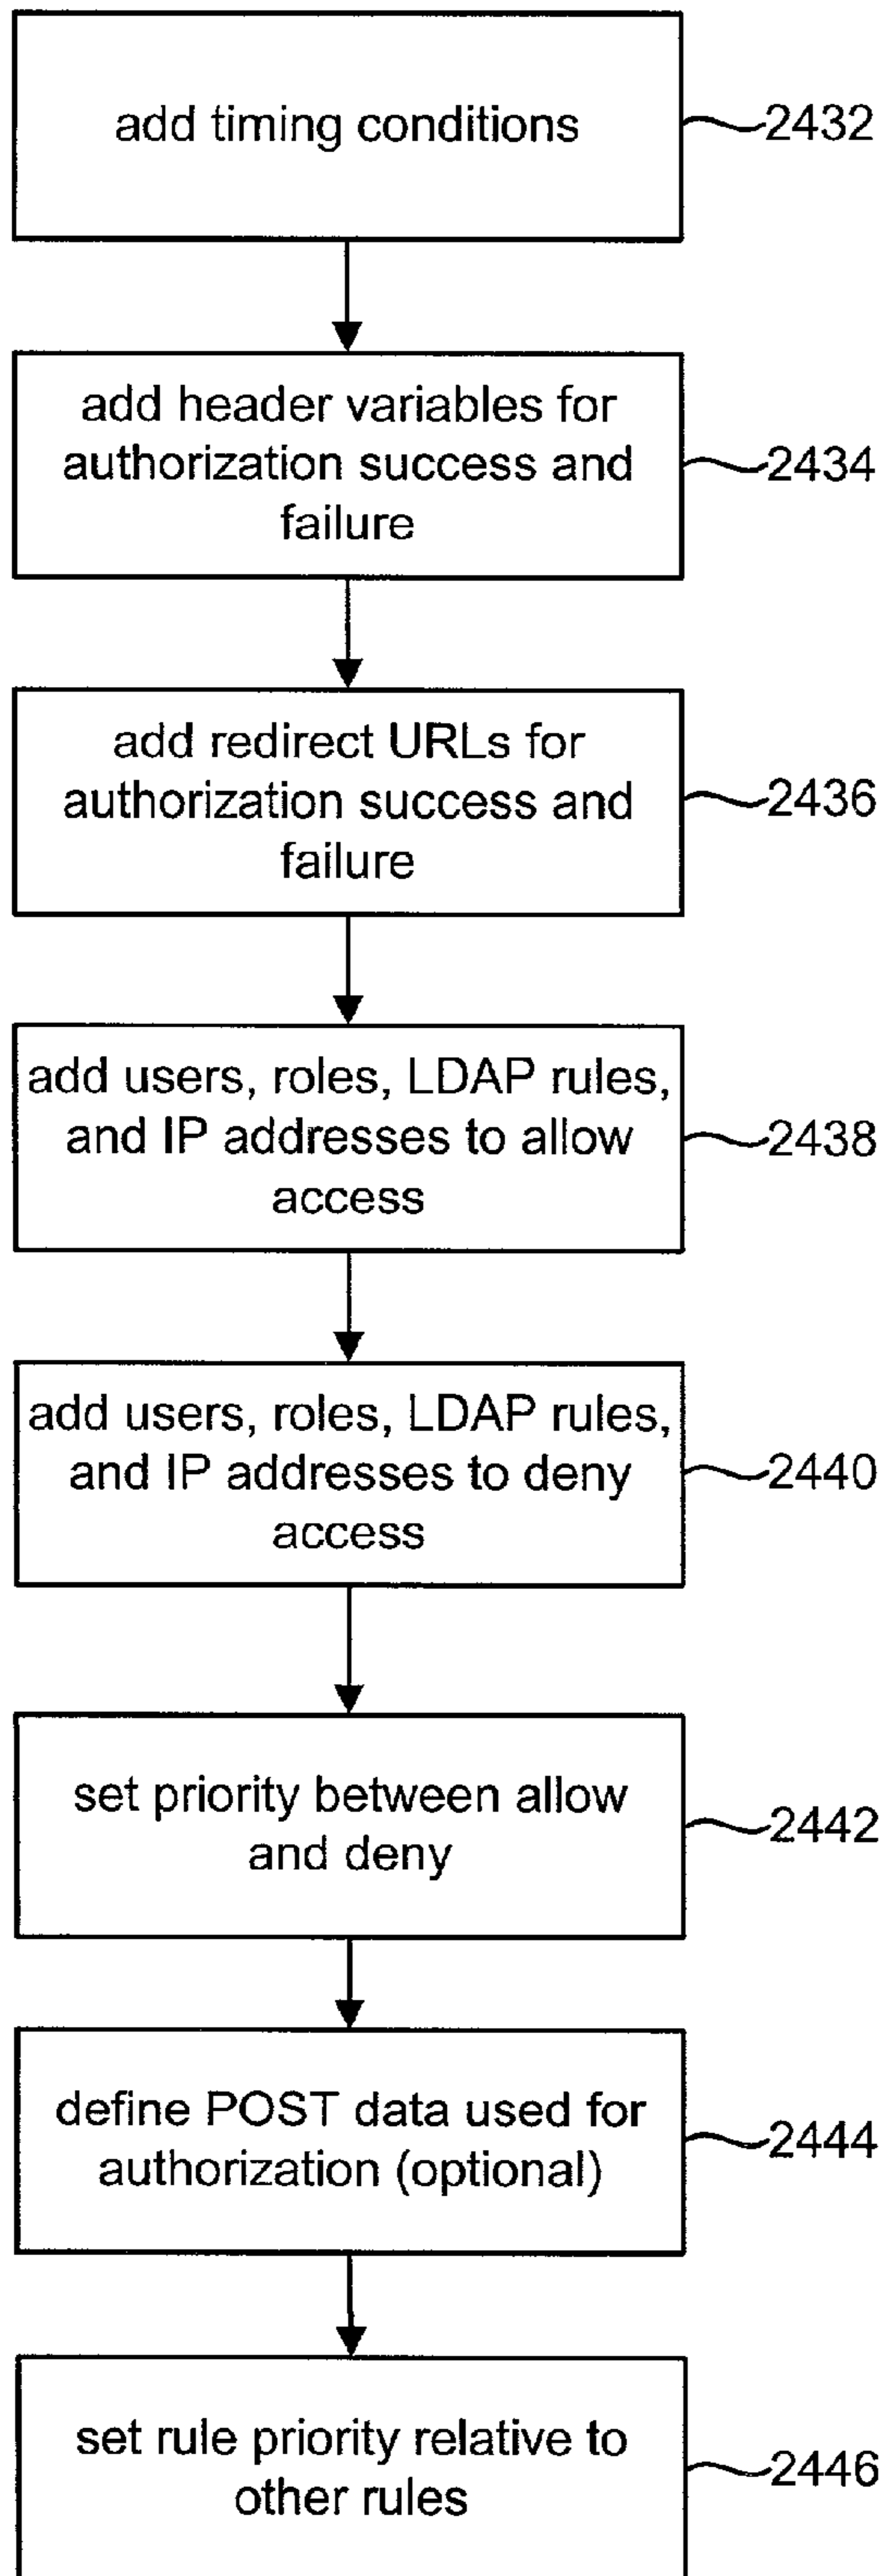 add timing conditions
2432
add header variables for
authorization success and
failure
2434
add redirect URLs for
authorization success and
failure
2436
add users, roles, LDAP rules,
and IP addresses to allow
access
2438
add users, roles, LDAP rules,
and IP addresses to deny
access
2440
set priority between allow
and deny
2442
define POST data used for
authorization (optional)
2444
set rule priority relative to
other rules
2446